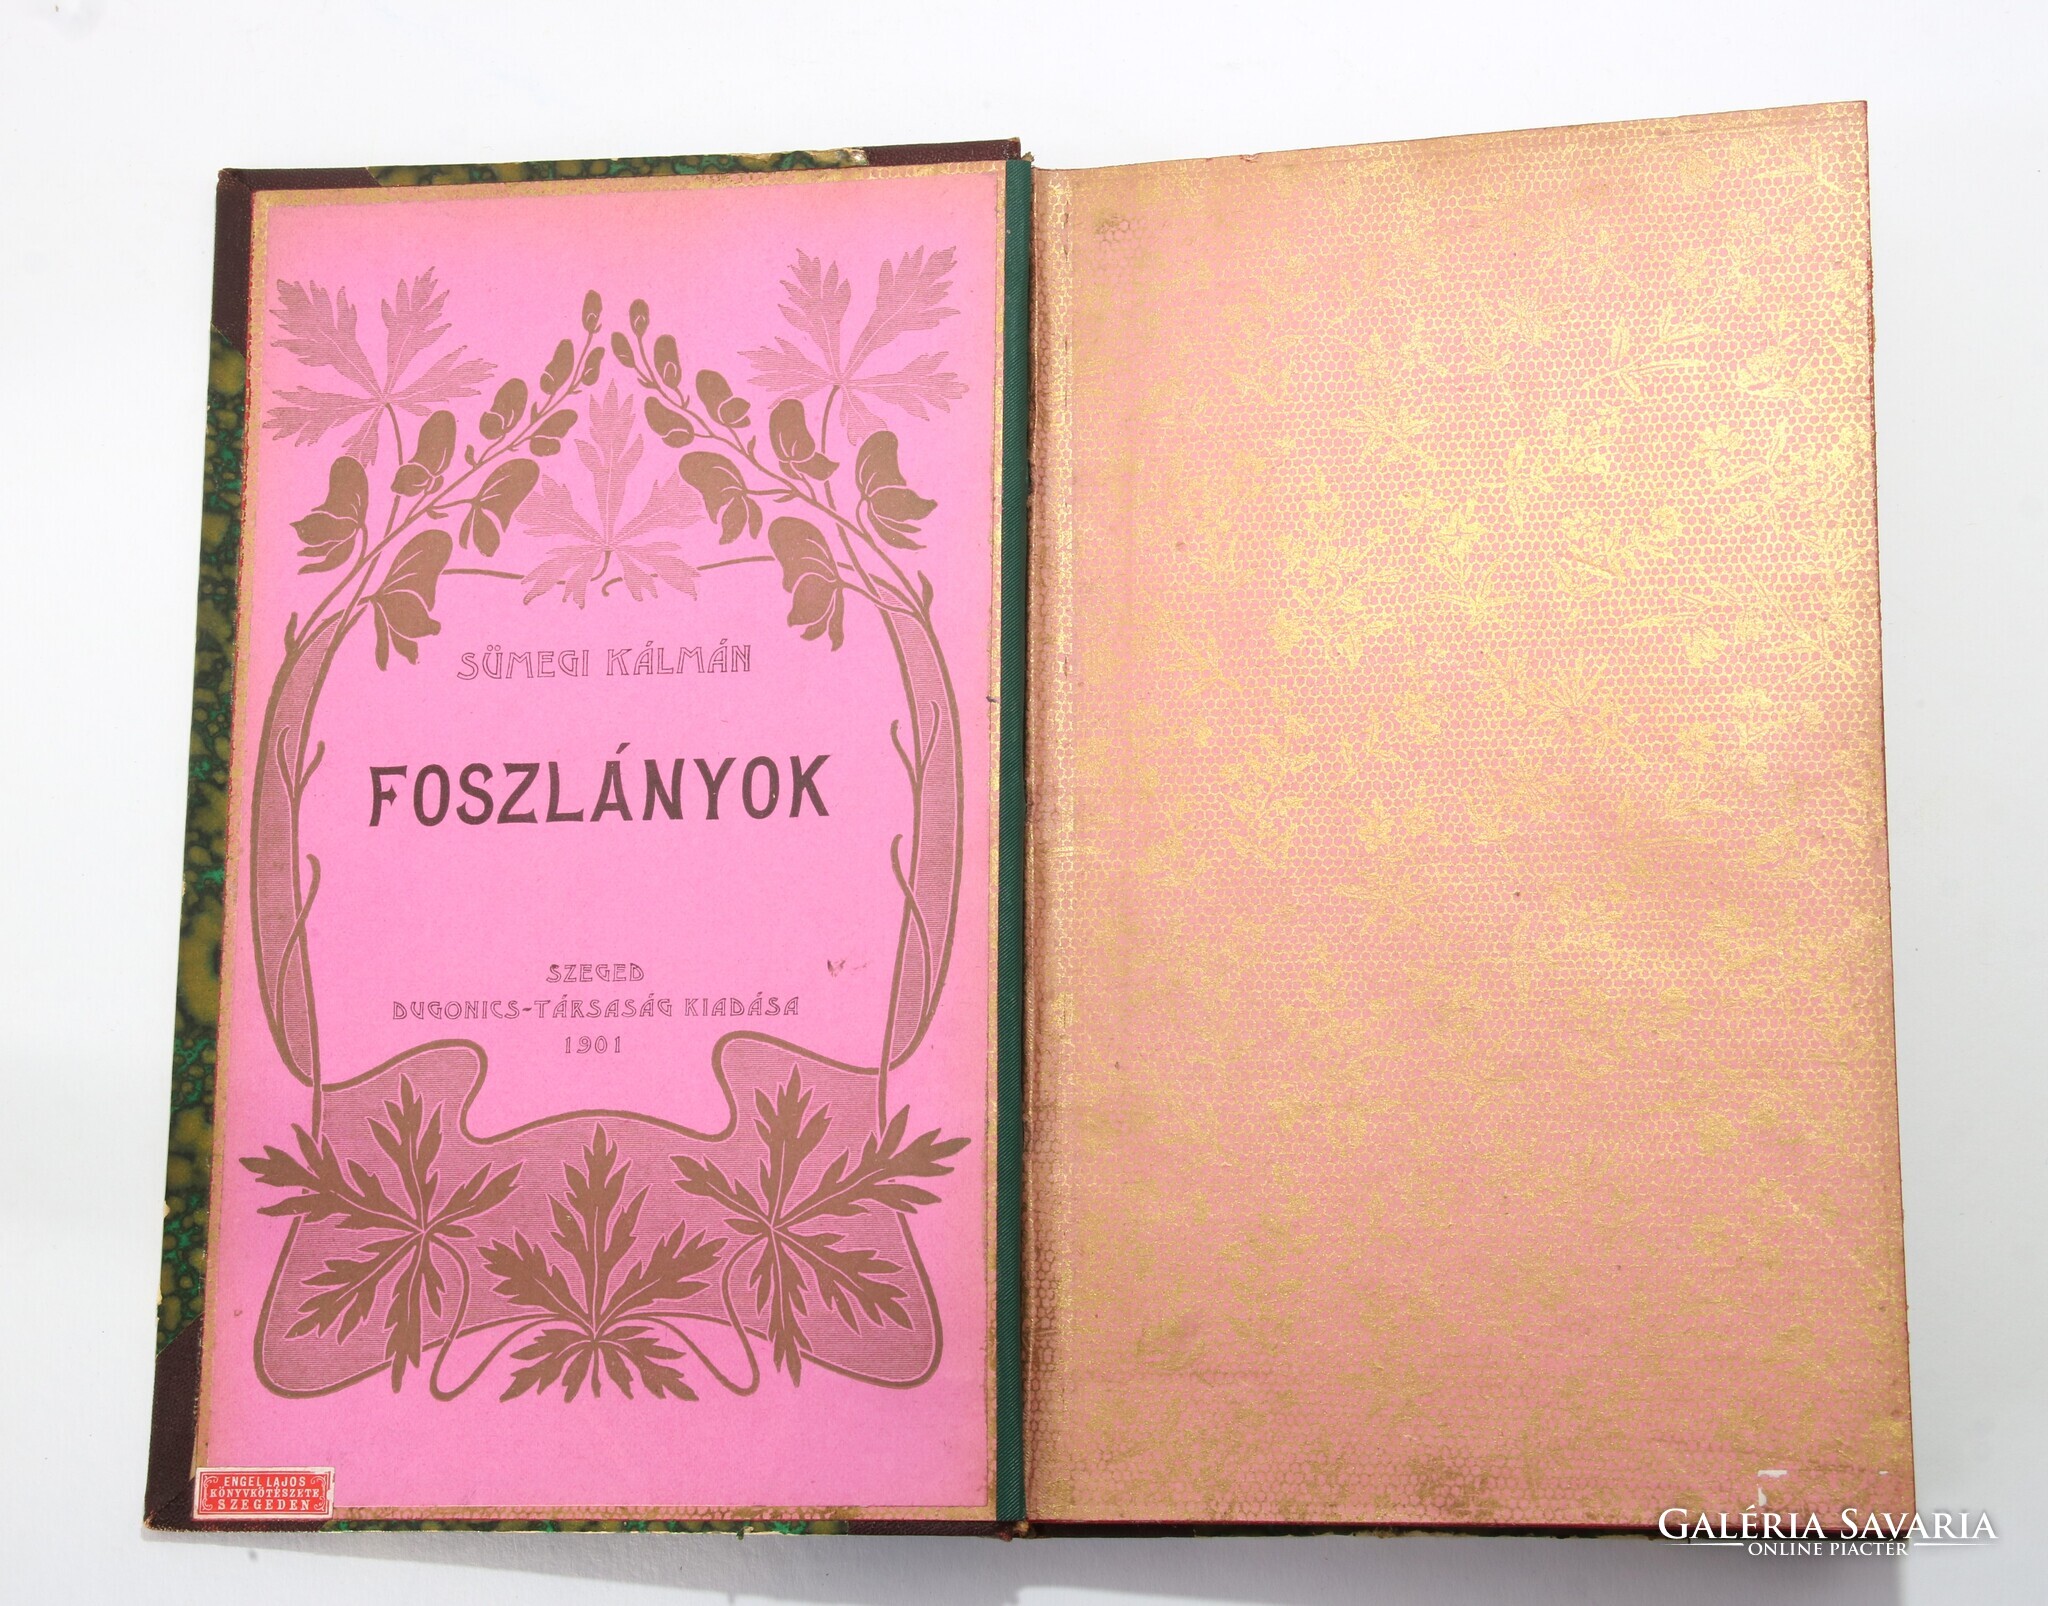 SÜMEGI KÁLMÁN
FOSZLÁNYOK
SZEGED
DUGONICS-TÁRSASÁG KIADÁSA
1901
ENGEL LAJOS
KÖNYVKÖTÉSZETE
SZEGEDEN
GALÉRIA SAVARIA
ONLINE PIACTÉR